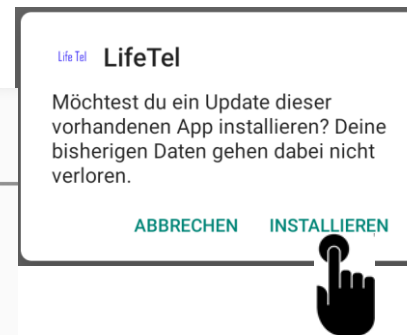 Life Tel LifeTel
Möchtest du ein Update dieser
vorhandenen App installieren? Deine
bisherigen Daten gehen dabei nicht
verloren.
ABBRECHEN INSTALLIEREN